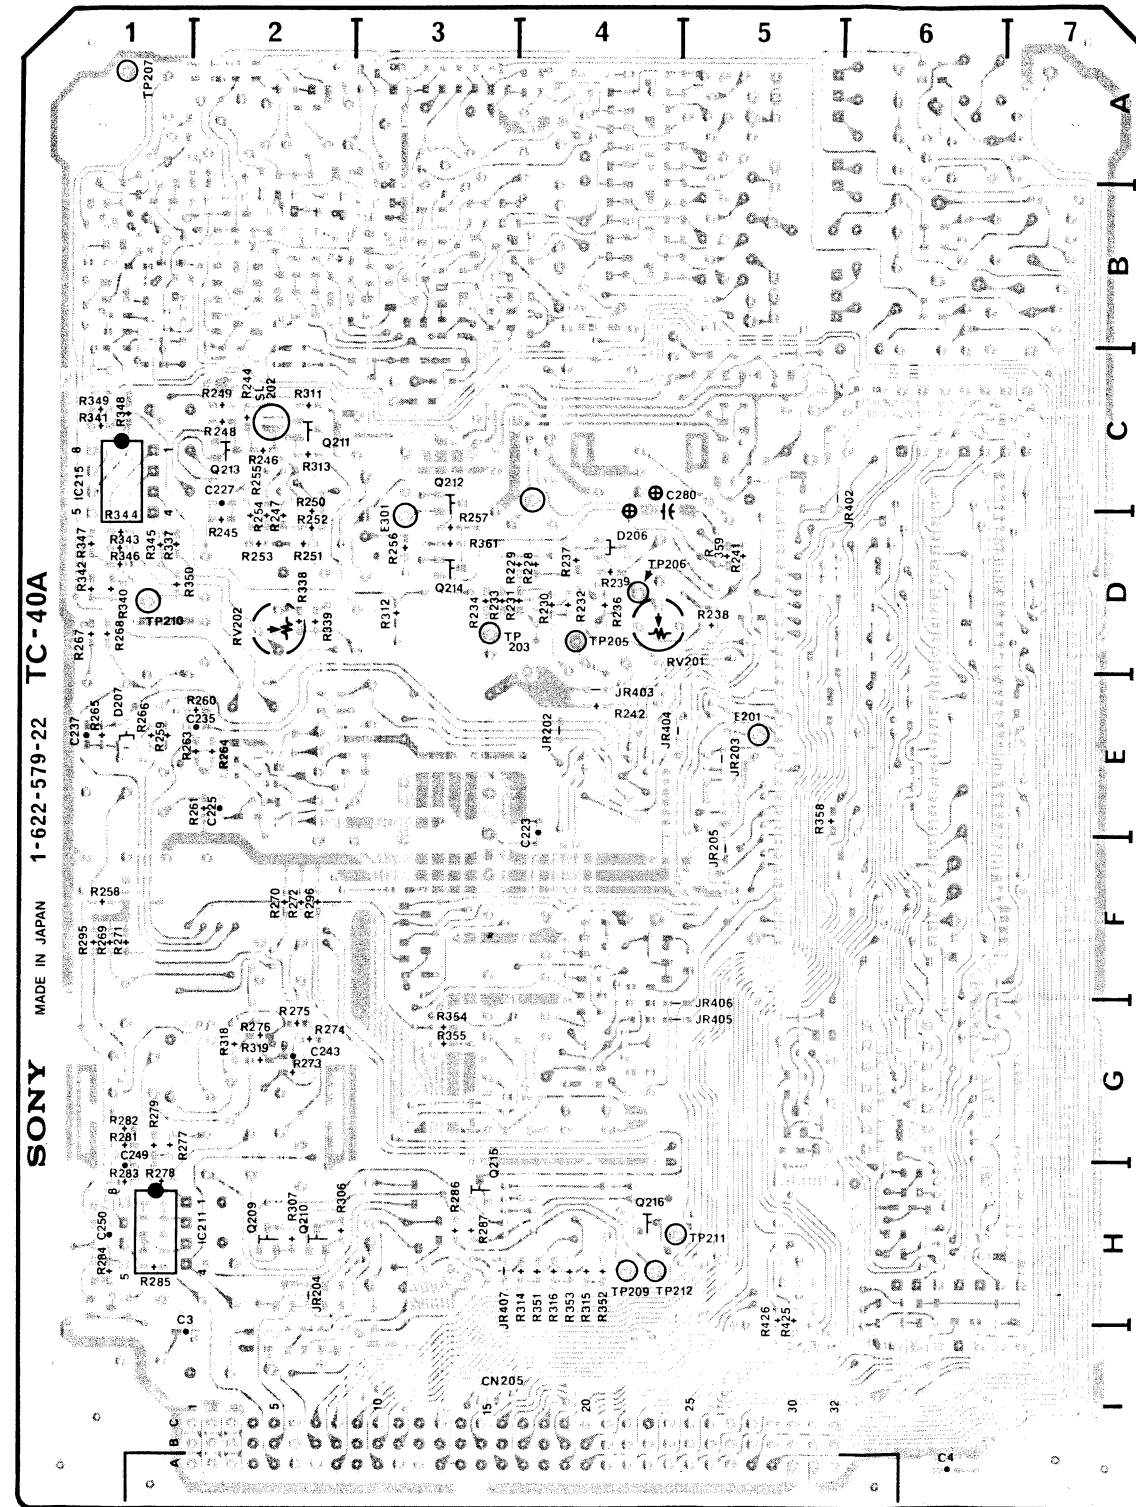 1 2 3 4 5 6 7
TP207
A
B
R349
R341
R348
R249
R244
SL
202
R311
C
R248
Q213
R246
R255
Q211
R313
8
1
IC215
5
4
R344
C227
R254
R247
R250
R252
R245
R253
R251
E301
Q212
R257
R256
R361
Q214
C280
JR402
D206
R347
R342
R343
R346
R345
R337
R350
R340
TP210
R267
R268
RV202
R338
R339
R312
R234
R233
R231
R229
R228
R230
R237
R232
TP
203
TP205
R239
R236
TP206
RV201
R238
R
359
R241
D
JR403
R242
JR202
JR404
E201
JR203
E
C237
R265
D207
R266
R259
R260
C235
R263
R264
R261
C225
C223
JR205
R358
R258
R295
R269
R271
R270
R272
R296
F
JR406
JR405
R275
R276
R318
R319
R274
C243
R273
R354
R355
G
R282
R281
R279
R277
C249
R283
R278
8
1
IC211
C250
R284
5
4
R285
Q209
R307
Q210
R306
JR204
R286
R287
Q215
Q216
TP211
TP209
TP212
H
JR407
R314
R351
R316
R353
R315
R352
R426
R425
C3
CN205
I
C
B
A
1
5
10
15
20
25
30
32
C4
SONY MADE IN JAPAN 1-622-579-22 TC-40A